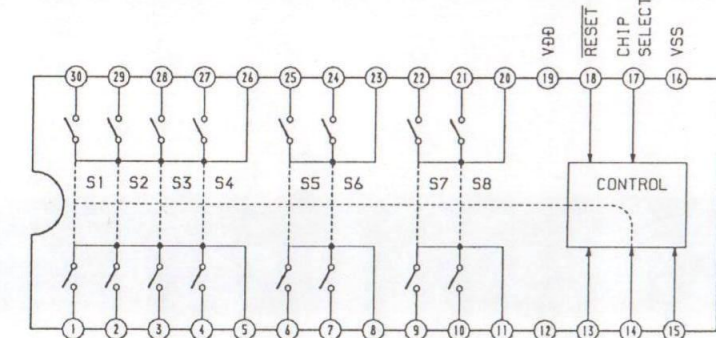 VDD
RESET
CHIP SELECT
VSS
30 29 28 27 26 25 24 23 22 21 20 19 18 17 16
S1 S2 S3 S4 S5 S6 S7 S8
CONTROL
1 2 3 4 5 6 7 8 9 10 11 12 13 14 15